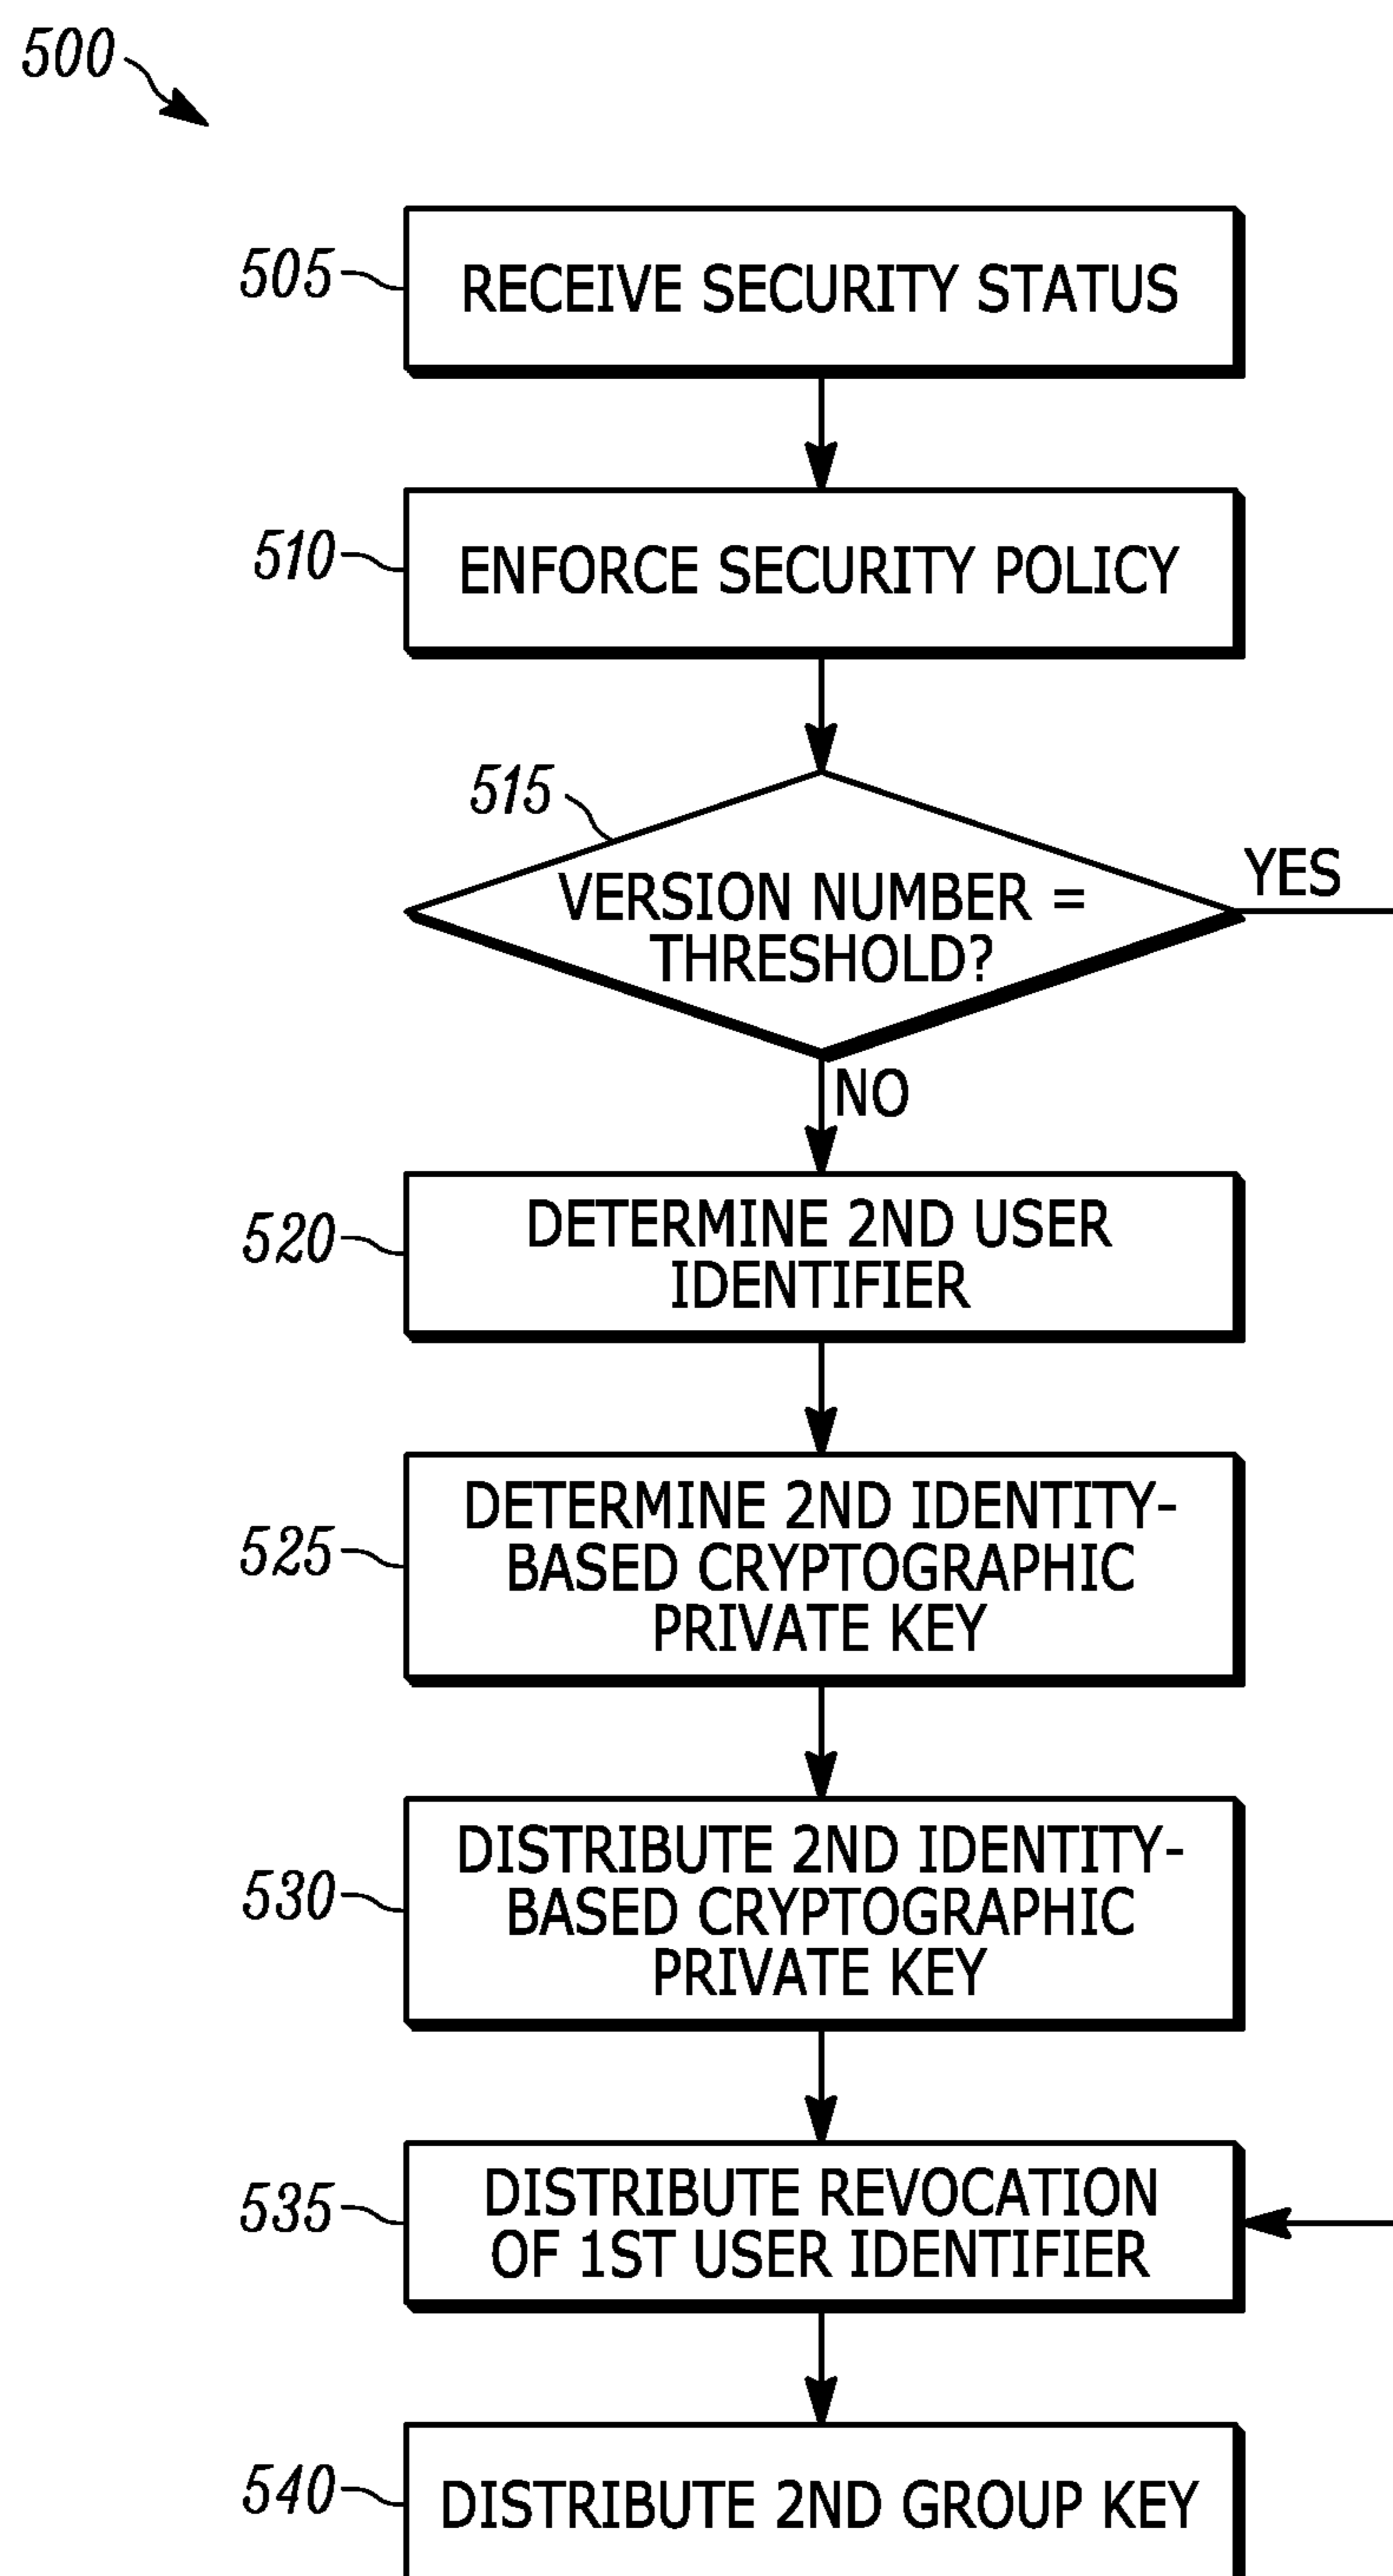 500
505
RECEIVE SECURITY STATUS
510
ENFORCE SECURITY POLICY
515
VERSION NUMBER =
THRESHOLD?
YES
NO
520
DETERMINE 2ND USER
IDENTIFIER
525
DETERMINE 2ND IDENTITY-
BASED CRYPTOGRAPHIC
PRIVATE KEY
530
DISTRIBUTE 2ND IDENTITY-
BASED CRYPTOGRAPHIC
PRIVATE KEY
535
DISTRIBUTE REVOCATION
OF 1ST USER IDENTIFIER
540
DISTRIBUTE 2ND GROUP KEY